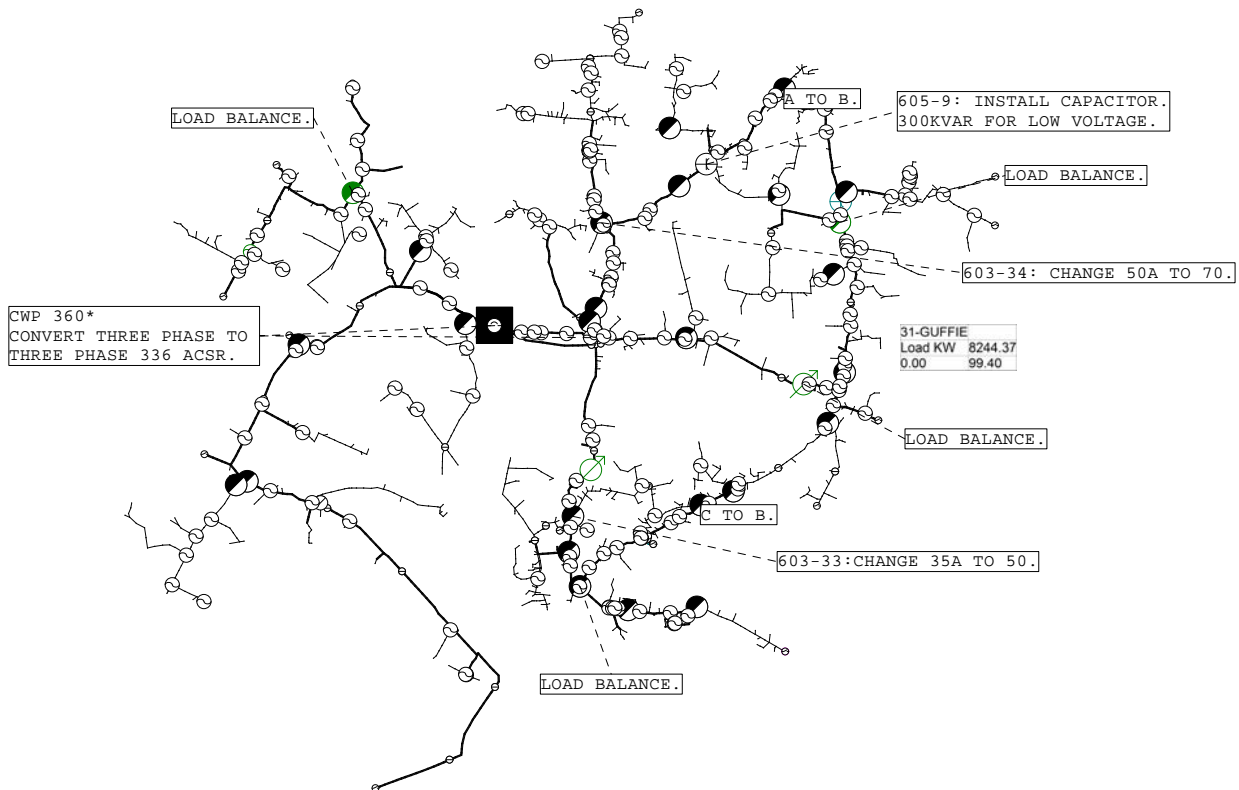 A TO B.
605-9: INSTALL CAPACITOR.
300KVAR FOR LOW VOLTAGE.
LOAD BALANCE.
LOAD BALANCE.
603-34: CHANGE 50A TO 70.
CWP 360*
CONVERT THREE PHASE TO
THREE PHASE 336 ACSR.
31-GUFFIE
Load KW 8244.37
0.00 99.40
LOAD BALANCE.
C TO B.
603-33:CHANGE 35A TO 50.
LOAD BALANCE.